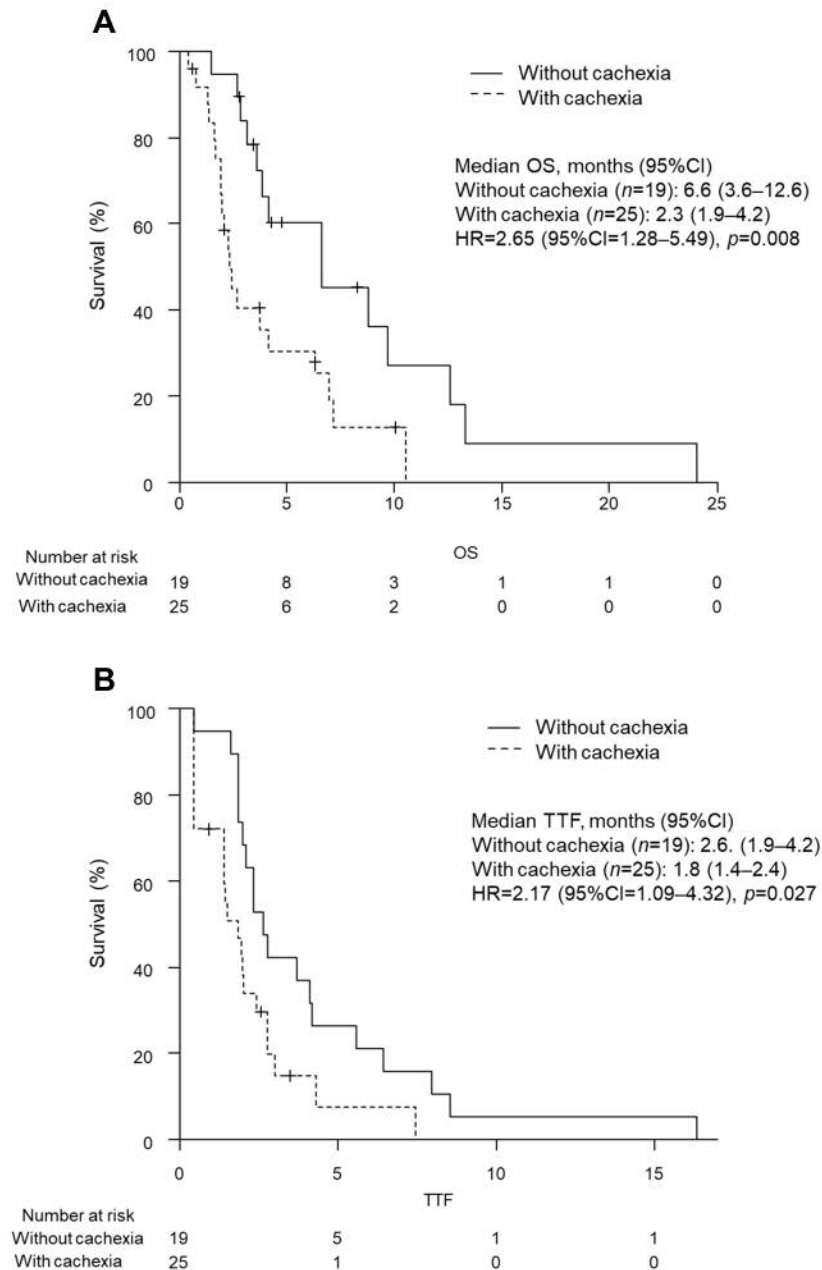 A
100
80
60
40
20
0
Survival (%)
Without cachexia
With cachexia
Median OS, months (95%CI)
Without cachexia (n=19): 6.6 (3.6–12.6)
With cachexia (n=25): 2.3 (1.9–4.2)
HR=2.65 (95%CI=1.28–5.49), p=0.008
0 5 10 15 20 25
OS
Number at risk
Without cachexia 19 8 3 1 1 0
With cachexia 25 6 2 0 0 0
B
100
80
60
40
20
0
Survival (%)
Without cachexia
With cachexia
Median TTF, months (95%CI)
Without cachexia (n=19): 2.6. (1.9–4.2)
With cachexia (n=25): 1.8 (1.4–2.4)
HR=2.17 (95%CI=1.09–4.32), p=0.027
0 5 10 15
TTF
Number at risk
Without cachexia 19 5 1 1
With cachexia 25 1 0 0